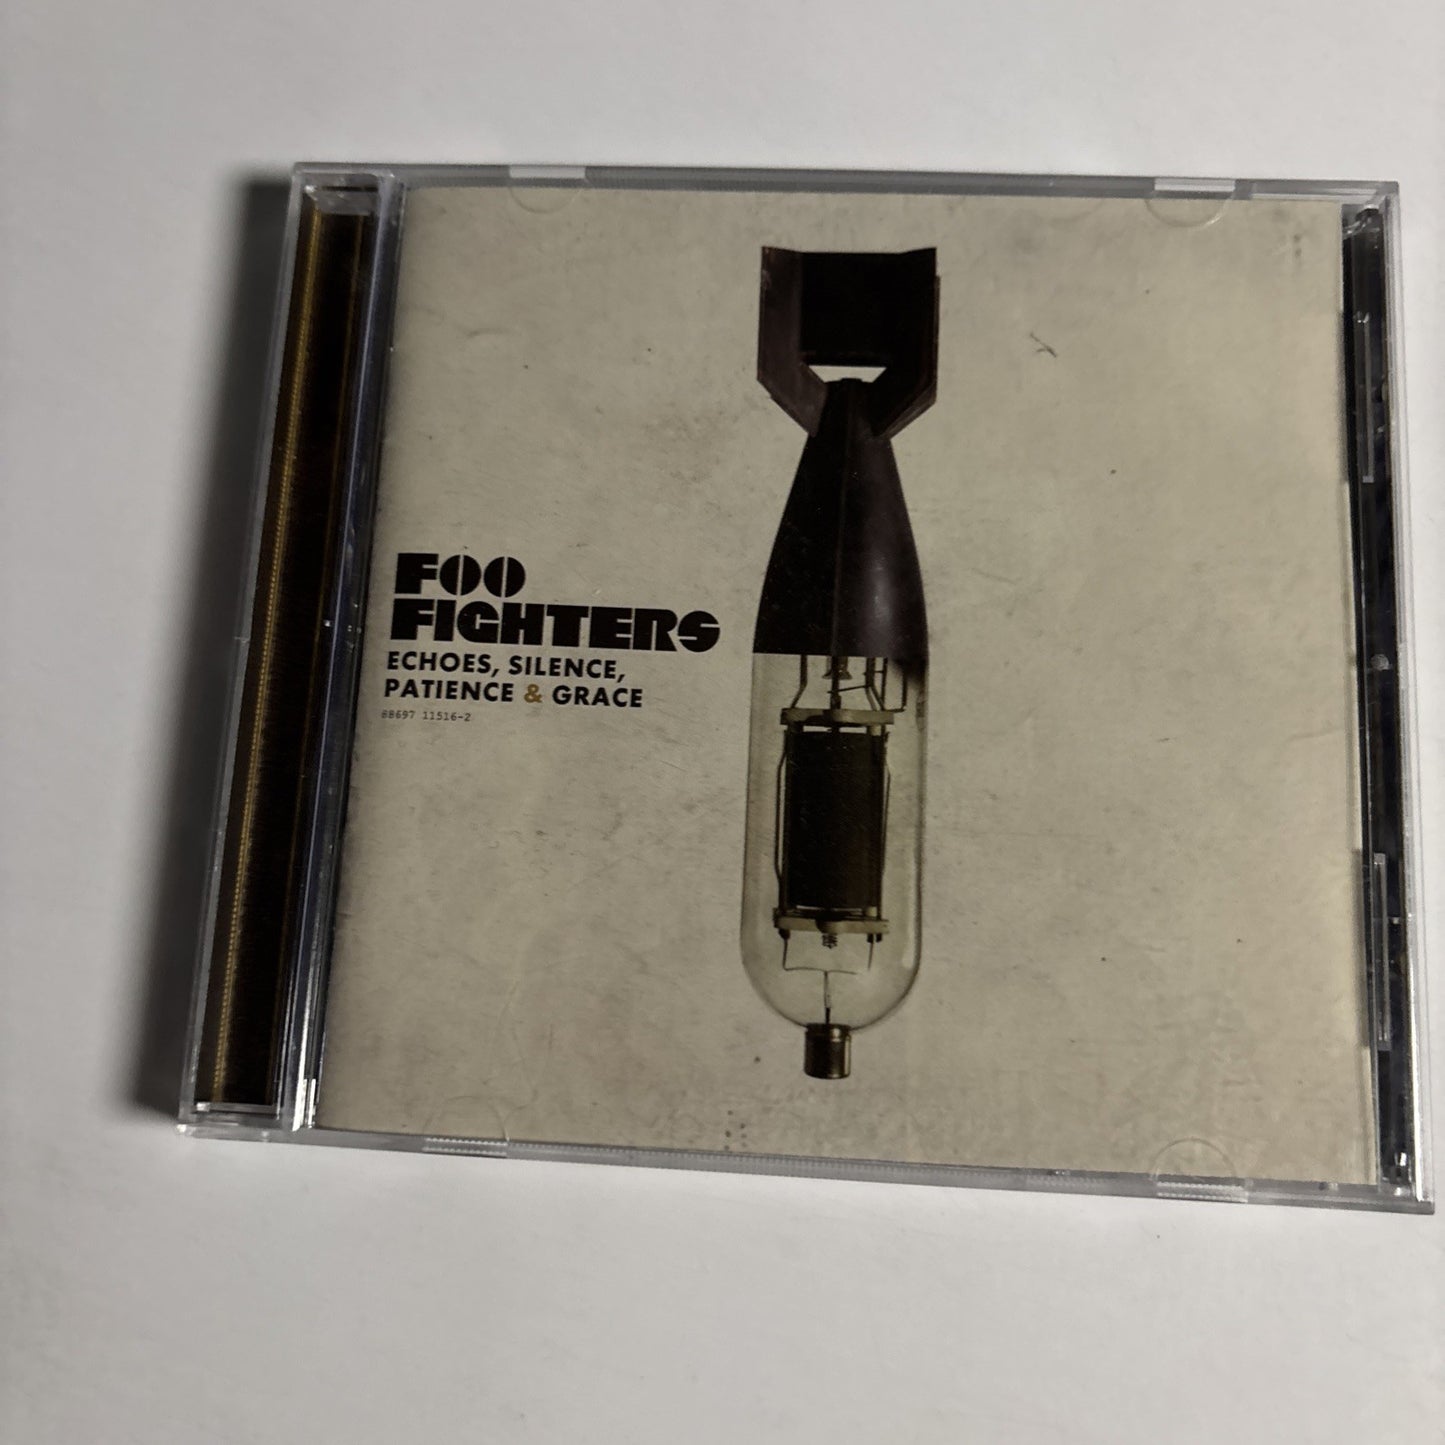 FOO
FIGHTERS
ECHOES, SILENCE,
PATIENCE & GRACE
88697 11516-2